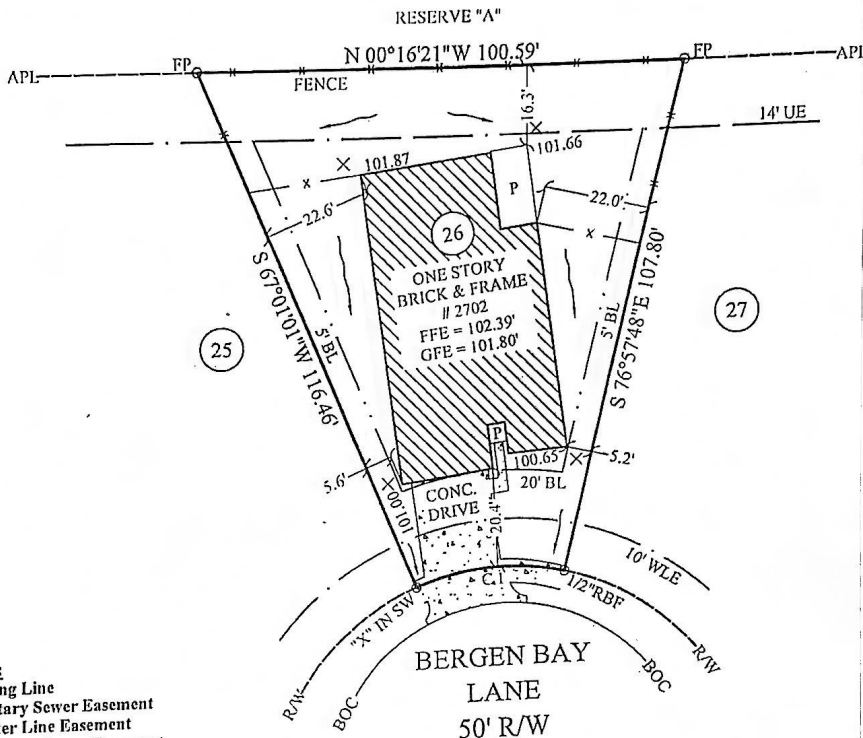 RESERVE "A"
N 00°16'21"W 100.59'
FP
FP
APL
APL
FENCE
16.3'
14' UE
101.87
101.66
x
P
22.6'
22.0'
x
26
ONE STORY
BRICK & FRAME
# 2702
FFE = 102.39'
GFE = 101.80'
S 67°01'01"W 116.46'
5' BL
S 76°57'48"E 107.80'
5' BL
25
27
P
100.65
5.2'
5.6'
101.00
CONC.
DRIVE
20' BL
20.4'
10' WLE
C1
"X" IN SW
1/2"RBF
R/W
BOC
BERGEN BAY
LANE
50' R/W
BOC
R/W
ng Line
tary Sewer Easement
ter Line Easement